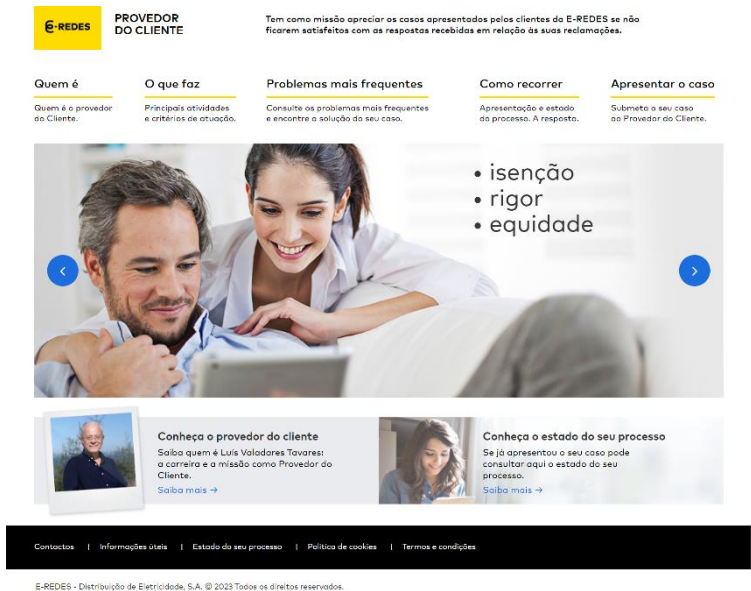 E-REDES
PROVEDOR
DO CLIENTE
Tem como missão apreciar os casos apresentados pelos clientes da E-REDES se não
ficarem satisfeitos com as respostas recebidas em relação às suas reclamações.
Quem é
Quem é o provedor
do Cliente.
O que faz
Principais atividades
e critérios de atuação.
Problemas mais frequentes
Consulte os problemas mais frequentes
e encontre a solução do seu caso.
Como recorrer
Apresentação e estado
do processo. A resposta.
Apresentar o caso
Submeta o seu caso
ao Provedor do Cliente.
• isenção
• rigor
• equidade
Conheça o provedor do cliente
Saiba quem é Luís Valadares Tavares:
a carreira e a missão como Provedor do
Cliente.
Saiba mais →
Conheça o estado do seu processo
Se já apresentou o seu caso pode
consultar aqui o estado do seu
processo.
Saiba mais →
Contactos | Informações úteis | Estado do seu processo | Política de cookies | Termos e condições
E-REDES - Distribuição de Eletricidade, S.A. © 2023 Todos os direitos reservados.